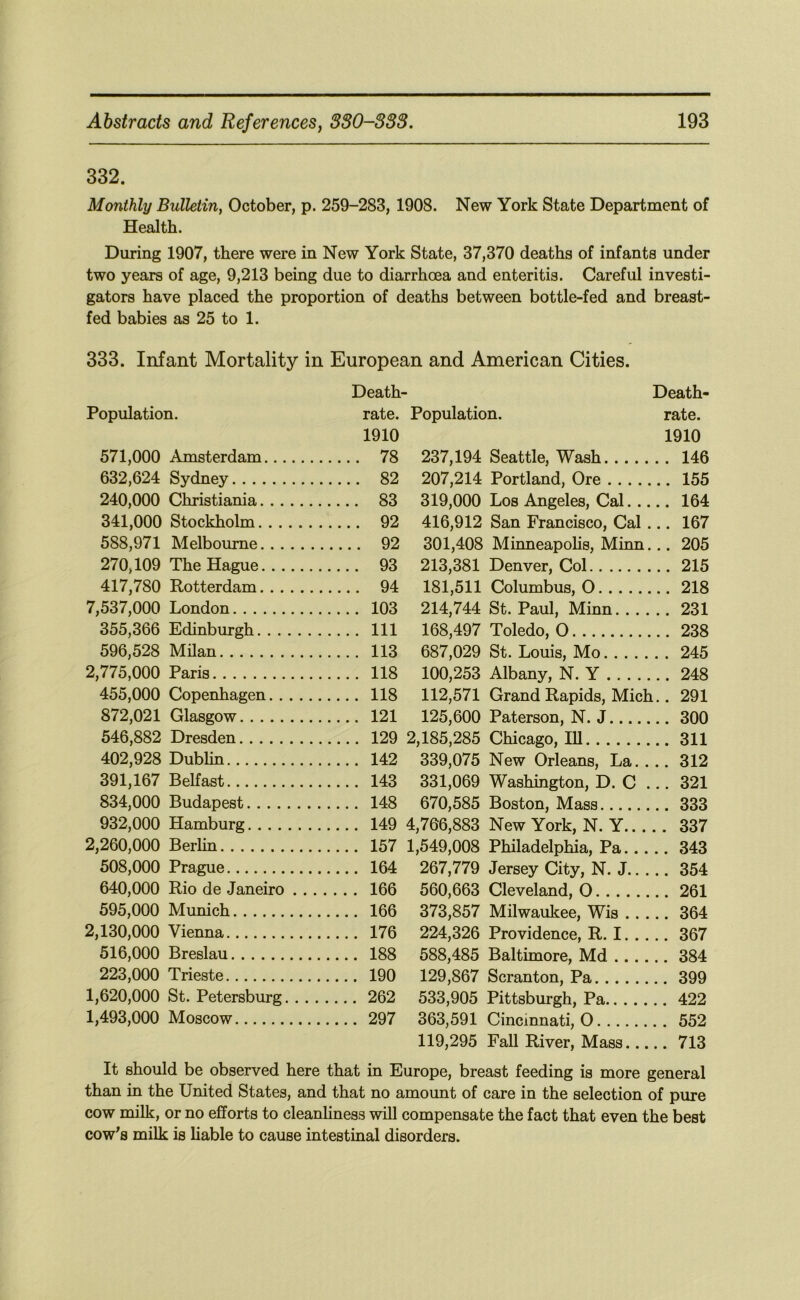 Abstracts and References, 330-333. 193
332.
Monthly Bulletin, October, p. 259-283, 1908. New York State Department of
Health.
During 1907, there were in New York State, 37,370 deaths of infants under
two years of age, 9,213 being due to diarrhœa and enteritis. Careful investi-
gators have placed the proportion of deaths between bottle-fed and breast-
fed babies as 25 to 1.
333. Infant Mortality in European and American Cities.
Death- Death-
Population. rate. Population. rate.
1910 1910
571,000 Amsterdam............ 78 237,194 Seattle, Wash....... 146
632,624 Sydney............... 82 207,214 Portland, Ore ....... 155
240,000 Christiania............ 83 319,000 Los Angeles, Cal..... 164
341,000 Stockholm............ 92 416,912 San Francisco, Cal ... 167
588,971 Melbourne............ 92 301,408 Minneapolis, Minn... 205
270,109 The Hague............ 93 213,381 Denver, Col......... 215
417,780 Rotterdam............ 94 181,511 Columbus, O........ 218
7,537,000 London.............. 103 214,744 St. Paul, Minn...... 231
355,366 Edinburgh............ 111 168,497 Toledo, O........... 238
596,528 Milan................ 113 687,029 St. Louis, Mo....... 245
2,775,000 Paris................. 118 100,253 Albany, N. Y ....... 248
455,000 Copenhagen.......... 118 112,571 Grand Rapids, Mich.. 291
872,021 Glasgow.............. 121 125,600 Paterson, N. J....... 300
546,882 Dresden.............. 129 2,185,285 Chicago, Ill.......... 311
402,928 Dublin............... 142 339,075 New Orleans, La.... 312
391,167 Belfast............... 143 331,069 Washington, D. C ... 321
834,000 Budapest............. 148 670,585 Boston, Mass........ 333
932,000 Hamburg............. 149 4,766,883 New York, N. Y..... 337
2,260,000 Berlin................ 157 1,549,008 Philadelphia, Pa..... 343
508,000 Prague............... 164 267,779 Jersey City, N. J..... 354
640,000 Rio de Janeiro ....... 166 560,663 Cleveland, O........ 261
595,000 Munich.............. 166 373,857 Milwaukee, Wis ..... 364
2,130,000 Vienna............... 176 224,326 Providence, R. I..... 367
516,000 Breslau............... 188 588,485 Baltimore, Md ...... 384
223,000 Trieste............... 190 129,867 Scranton, Pa........ 399
1,620,000 St. Petersburg........ 262 533,905 Pittsburgh, Pa....... 422
1,493,000 Moscow.............. 297 363,591 Cincinnati, O........ 552
119,295 Fall River, Mass..... 713
It should be observed here that in Europe, breast feeding is more general
than in the United States, and that no amount of care in the selection of pure
cow milk, or no efforts to cleanliness will compensate the fact that even the best
cow's milk is liable to cause intestinal disorders.